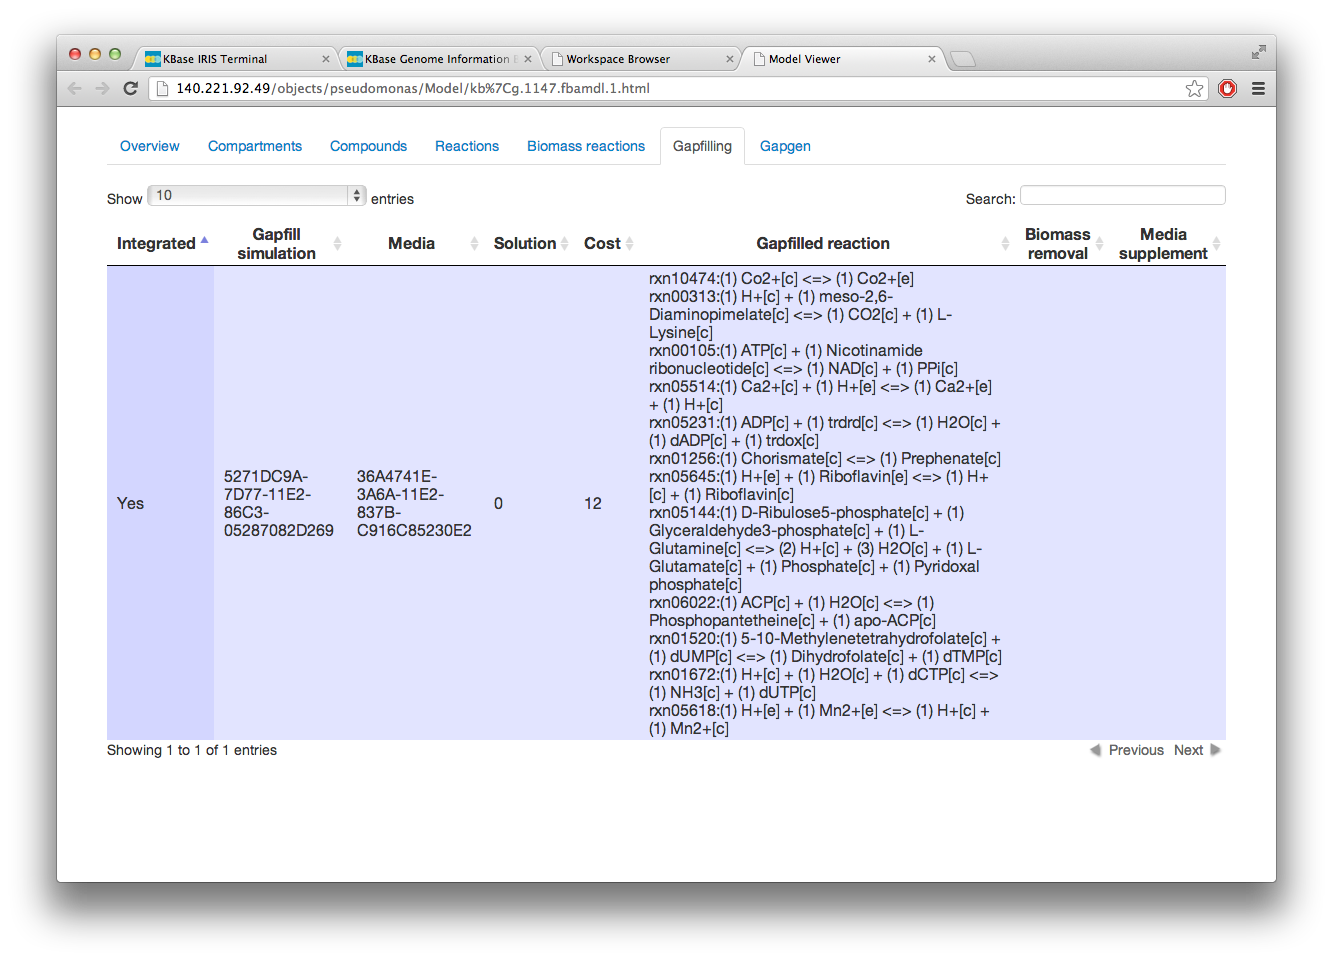 KBase IRIS Terminal
KBase Genome Information
Workspace Browser
Model Viewer
140.221.92.49/objects/pseudomonas/Model/kb%7Cg.1147.fbamdl.1.html
Overview Compartments Compounds Reactions Biomass reactions Gapfilling Gapgen
Show 10 entries
Search:
Integrated
Gapfill
simulation
Media
Solution
Cost
Gapfilled reaction
Biomass
removal
Media
supplement
Yes
5271DC9A-
7D77-11E2-
86C3-
05287082D269
36A4741E-
3A6A-11E2-
837B-
C916C85230E2
0
12
rxn10474:(1) Co2+[c] <=> (1) Co2+[e]
rxn00313:(1) H+[c] + (1) meso-2,6-
Diaminopimelate[c] <=> (1) CO2[c] + (1) L-
Lysine[c]
rxn00105:(1) ATP[c] + (1) Nicotinamide
ribonucleotide[c] <=> (1) NAD[c] + (1) PPi[c]
rxn05514:(1) Ca2+[c] + (1) H+[e] <=> (1) Ca2+[e]
+ (1) H+[c]
rxn05231:(1) ADP[c] + (1) trdrd[c] <=> (1) H2O[c] +
(1) dADP[c] + (1) trdox[c]
rxn01256:(1) Chorismate[c] <=> (1) Prephenate[c]
rxn05645:(1) H+[e] + (1) Riboflavin[e] <=> (1) H+
[c] + (1) Riboflavin[c]
rxn05144:(1) D-Ribulose5-phosphate[c] + (1)
Glyceraldehyde3-phosphate[c] + (1) L-
Glutamine[c] <=> (2) H+[c] + (3) H2O[c] + (1) L-
Glutamate[c] + (1) Phosphate[c] + (1) Pyridoxal
phosphate[c]
rxn06022:(1) ACP[c] + (1) H2O[c] <=> (1)
Phosphopantetheine[c] + (1) apo-ACP[c]
rxn01520:(1) 5-10-Methylenetetrahydrofolate[c] +
(1) dUMP[c] <=> (1) Dihydrofolate[c] + (1) dTMP[c]
rxn01672:(1) H+[c] + (1) H2O[c] + (1) dCTP[c] <=>
(1) NH3[c] + (1) dUTP[c]
rxn05618:(1) H+[e] + (1) Mn2+[e] <=> (1) H+[c] +
(1) Mn2+[c]
Showing 1 to 1 of 1 entries
Previous Next